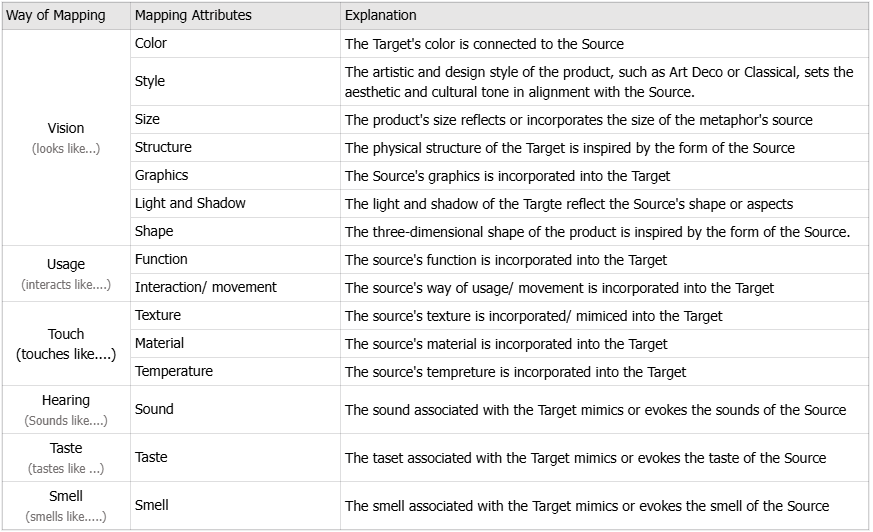 Way of Mapping Mapping Attributes Explanation
Color The Target's color is connected to the Source
Style The artistic and design style of the product, such as Art Deco or Classical, sets the
aesthetic and cultural tone in alignment with the Source.
Vision
(looks like...)
Size The product's size reflects or incorporates the size of the metaphor's source
Structure The physical structure of the Target is inspired by the form of the Source
Graphics The Source's graphics is incorporated into the Target
Light and Shadow The light and shadow of the Targte reflect the Source's shape or aspects
Shape The three-dimensional shape of the product is inspired by the form of the Source.
Usage
(interacts like....)
Function The source's function is incorporated into the Target
Interaction/ movement The source's way of usage/ movement is incorporated into the Target
Touch
(touches like....)
Texture The source's texture is incorporated/ mimiced into the Target
Material The source's material is incorporated into the Target
Temperature The source's tempreture is incorporated into the Target
Hearing
(Sounds like....)
Sound The sound associated with the Target mimics or evokes the sounds of the Source
Taste
(tastes like ...)
Taste The taset associated with the Target mimics or evokes the taste of the Source
Smell
(smells like.....)
Smell The smell associated with the Target mimics or evokes the smell of the Source